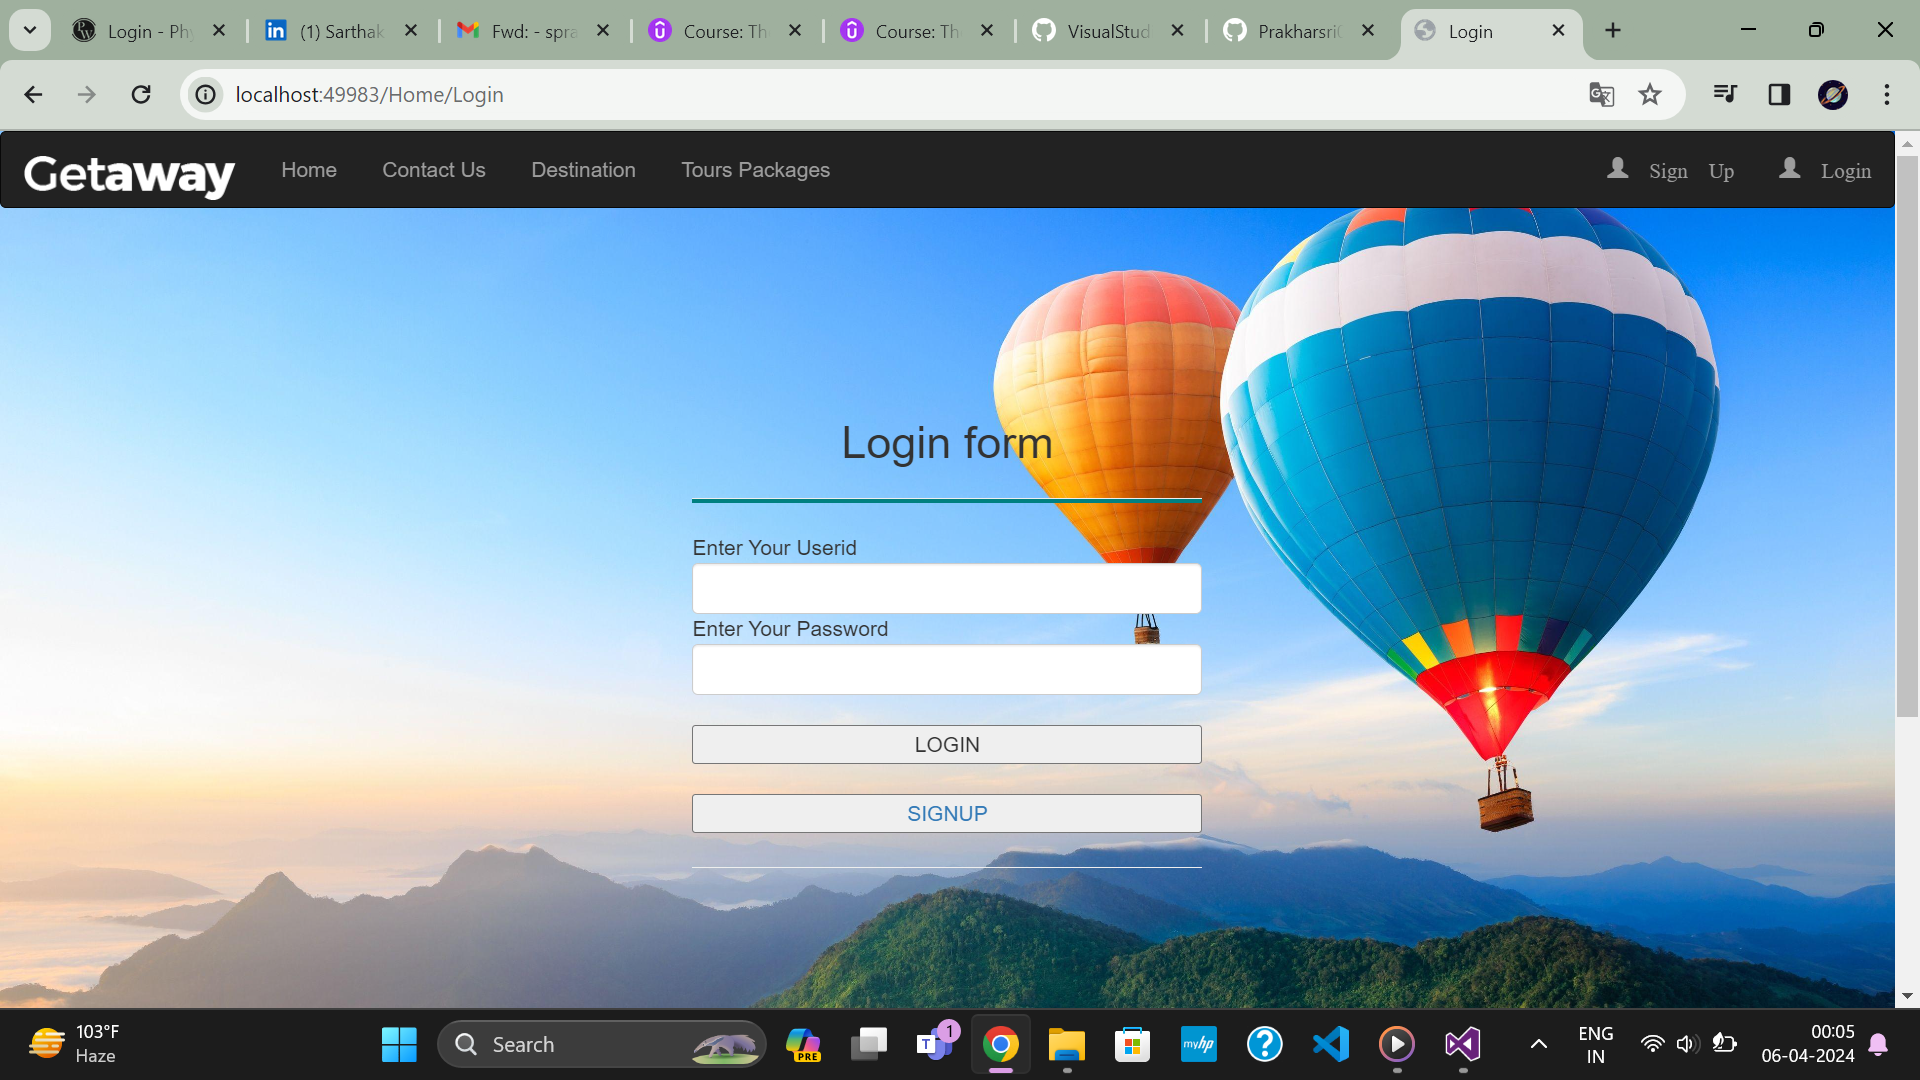 Login - Phy
(1) Sarthak
Fwd: - spra
Course: Th
Course: Th
VisualStud
Prakharsri
Login
localhost:49983/Home/Login
Getaway
Home
Contact Us
Destination
Tours Packages
Sign Up
Login
Login form
Enter Your Userid
Enter Your Password
LOGIN
SIGNUP
103°F
Haze
Search
PRE
T
1
myhp
?
ENG
IN
00:05
06-04-2024